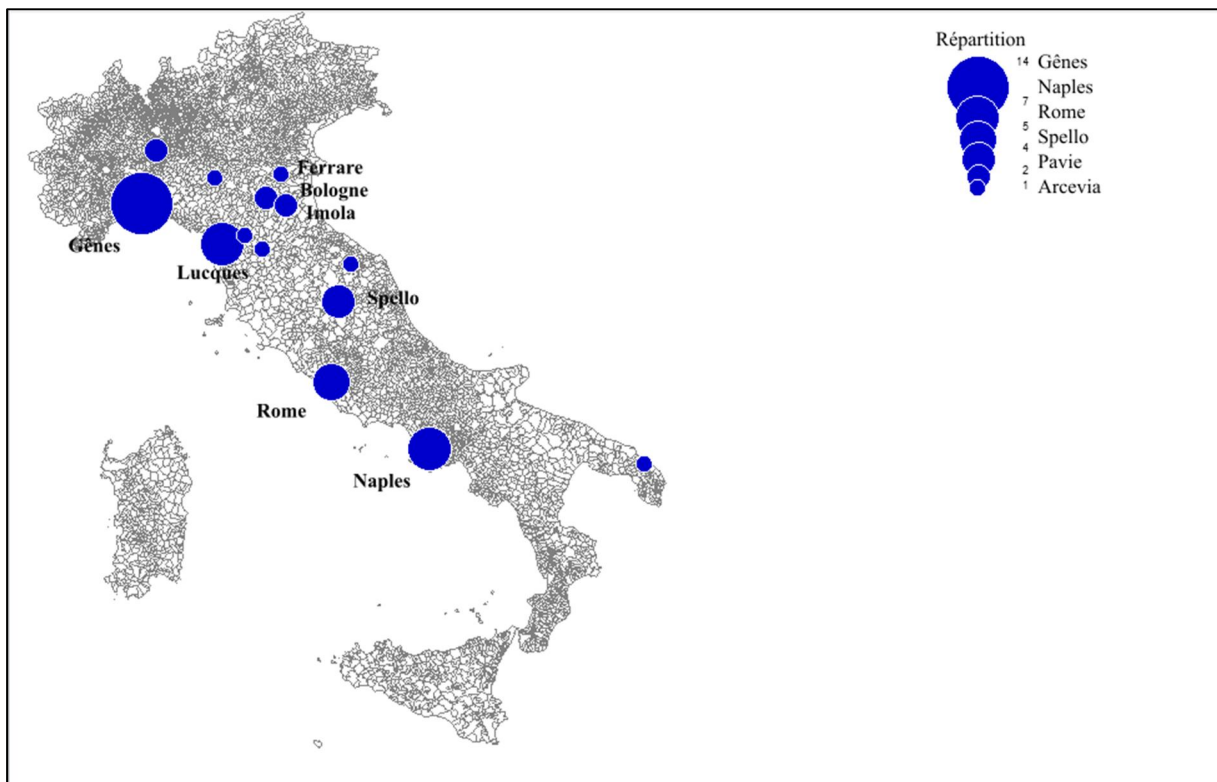 Répartition
14 Gênes
Naples
7
Rome
5
Spello
4
Pavie
2
1 Arcevia
Ferrare
Bologne
Imola
Gênes
Lucques
Spello
Rome
Naples